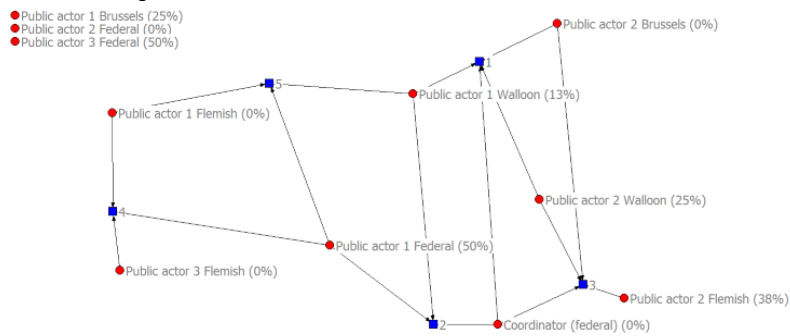 Public actor 1 Brussels (25%)
Public actor 2 Federal (0%)
Public actor 3 Federal (50%)
Public actor 2 Brussels (0%)
1
5
Public actor 1 Walloon (13%)
Public actor 1 Flemish (0%)
Public actor 2 Walloon (25%)
4
Public actor 1 Federal (50%)
Public actor 3 Flemish (0%)
3
Public actor 2 Flemish (38%)
2
Coordinator (federal) (0%)